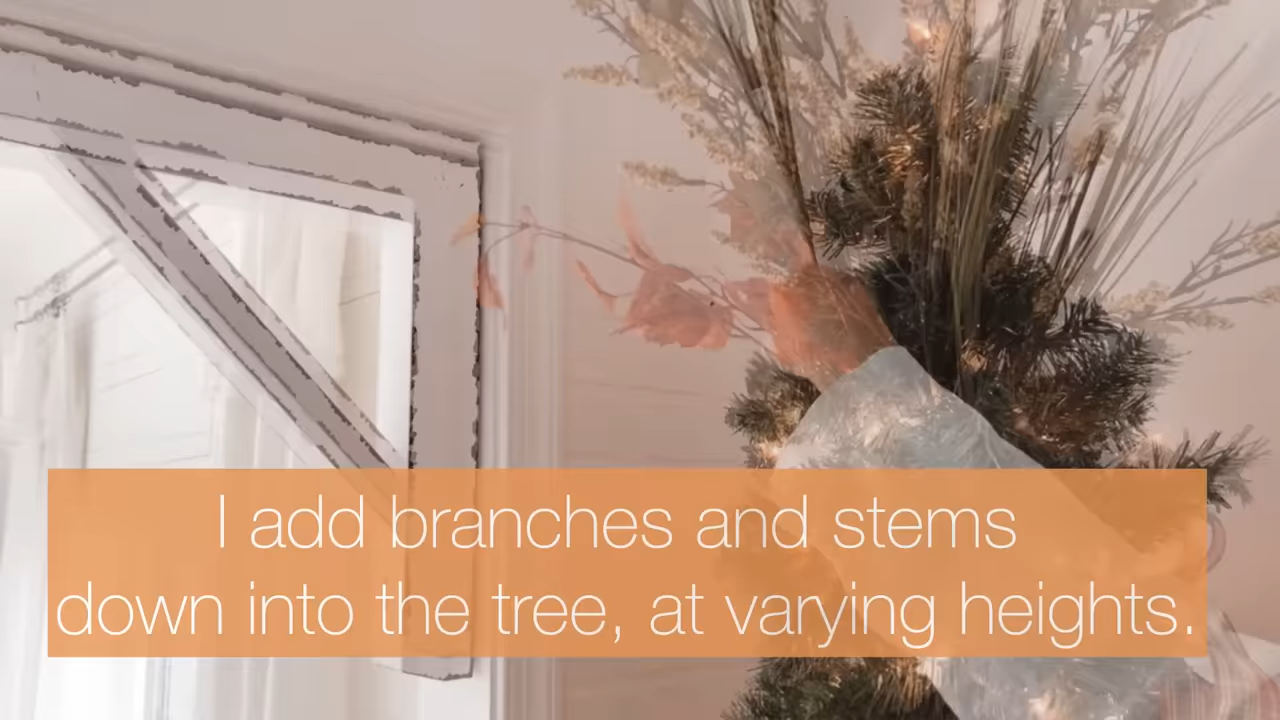 I add branches and stems
down into the tree, at varying heights.